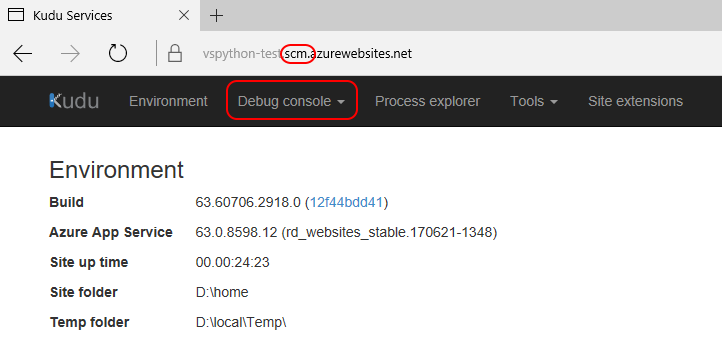 Kudu Services
vspython-test.scm.azurewebsites.net
Kudu Environment Debug console Process explorer Tools Site extensions
Environment
Build 63.60706.2918.0 (12f44bdd41)
Azure App Service 63.0.8598.12 (rd_websites_stable.170621-1348)
Site up time 00.00:24:23
Site folder D:\home
Temp folder D:\local\Temp\